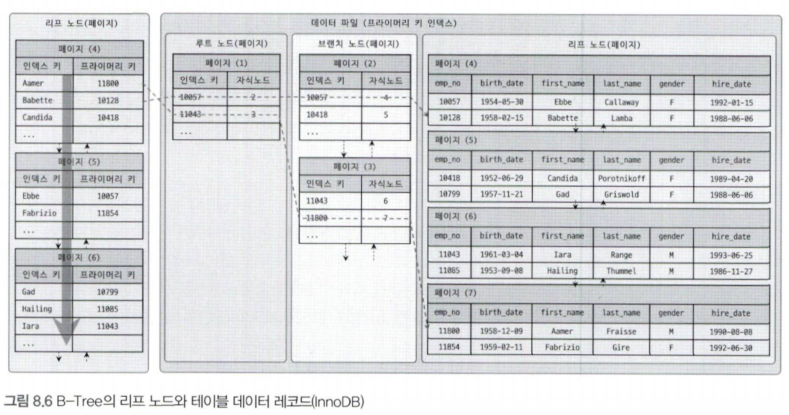 리프 노드(페이지)
페이지 (4)
인덱스 키 프라이머리 키
Aamer 11800
Babette 10128
Candida 10418
...
페이지 (5)
인덱스 키 프라이머리 키
Ebbe 10057
Fabrizio 11854
...
페이지 (6)
인덱스 키 프라이머리 키
Gad 10799
Hailing 11085
Iara 11043
...
데이터 파일 (프라이머리 키 인덱스)
루트 노드(페이지)
페이지 (1)
인덱스 키 자식노드
10057 2
11043 3
...
브랜치 노드(페이지)
페이지 (2)
인덱스 키 자식노드
10057 4
10418 5
...
페이지 (3)
인덱스 키 자식노드
11043 6
11800 7
...
리프 노드(페이지)
페이지 (4)
emp_no birth_date first_name last_name gender hire_date
10057 1954-05-30 Ebbe Callaway F 1992-01-15
10128 1958-02-15 Babette Lamba F 1988-06-06
페이지 (5)
emp_no birth_date first_name last_name gender hire_date
10418 1952-06-29 Candida Porotnikoff F 1989-04-20
10799 1957-11-21 Gad Griswold F 1988-06-06
페이지 (6)
emp_no birth_date first_name last_name gender hire_date
11043 1961-03-04 Iara Range M 1993-06-25
11085 1953-09-08 Hailing Thummel M 1986-11-27
페이지 (7)
emp_no birth_date first_name last_name gender hire_date
11800 1958-12-09 Aamer Fraisse M 1990-08-08
11854 1959-02-11 Fabrizio Gire F 1992-06-30
그림 8.6 B-Tree의 리프 노드와 테이블 데이터 레코드(InnoDB)